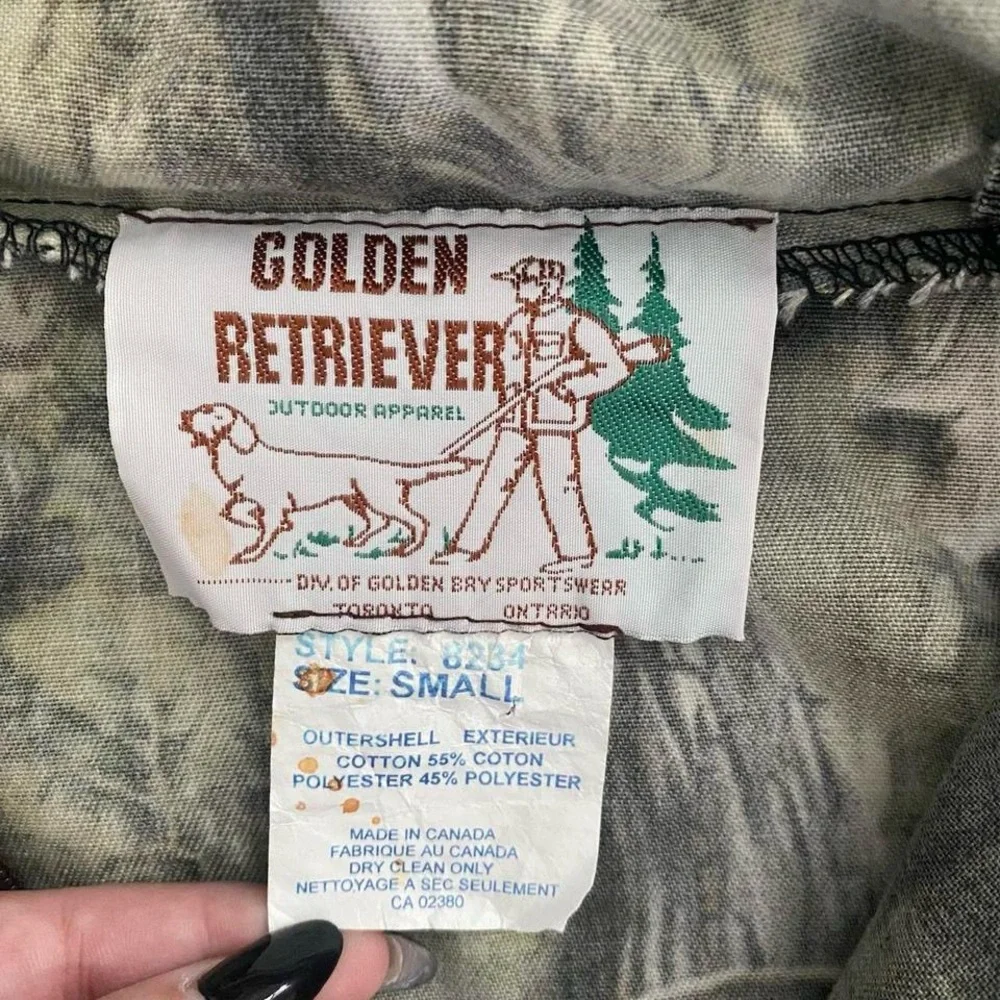 GOLDEN
RETRIEVER
OUTDOOR APPAREL
DIV. OF GOLDEN BAY SPORTSWEAR
TORONTO ONTARIO
STYLE: 8234
SIZE: SMALL
OUTERSHELL EXTERIEUR
COTTON 55% COTON
POLYESTER 45% POLYESTER
MADE IN CANADA
FABRIQUE AU CANADA
DRY CLEAN ONLY
NETTOYAGE A SEC SEULEMENT
CA 02380